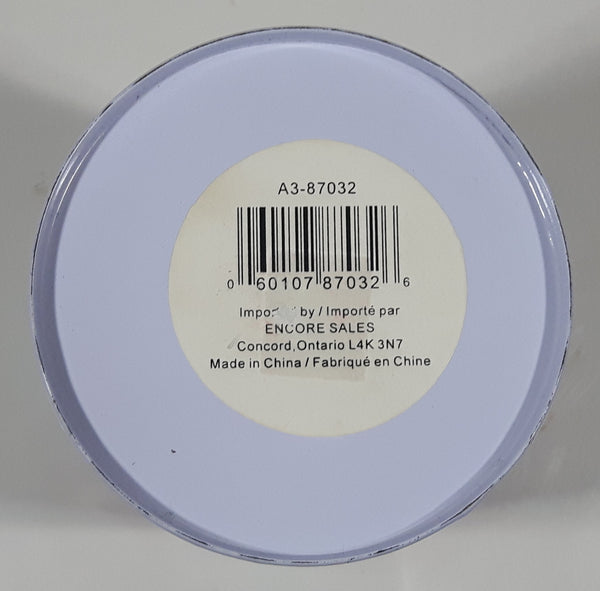 A3-87032
0 60107 87032 6
by / Importé par
ENCORE SALES
Concord,Ontario L4K 3N7
Made in China / Fabriqué en Chine